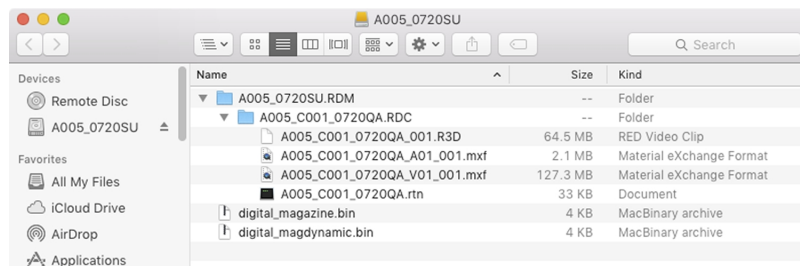 A005_0720SU
Search
Devices
Remote Disc
A005_0720SU
Favorites
All My Files
iCloud Drive
AirDrop
Applications
Name Size Kind
A005_0720SU.RDM -- Folder
A005_C001_0720QA.RDC -- Folder
A005_C001_0720QA_001.R3D 64.5 MB RED Video Clip
A005_C001_0720QA_A01_001.mxf 2.1 MB Material eXchange Format
A005_C001_0720QA_V01_001.mxf 127.3 MB Material eXchange Format
A005_C001_0720QA.rtn 33 KB Document
digital_magazine.bin 4 KB MacBinary archive
digital_magdynamic.bin 4 KB MacBinary archive